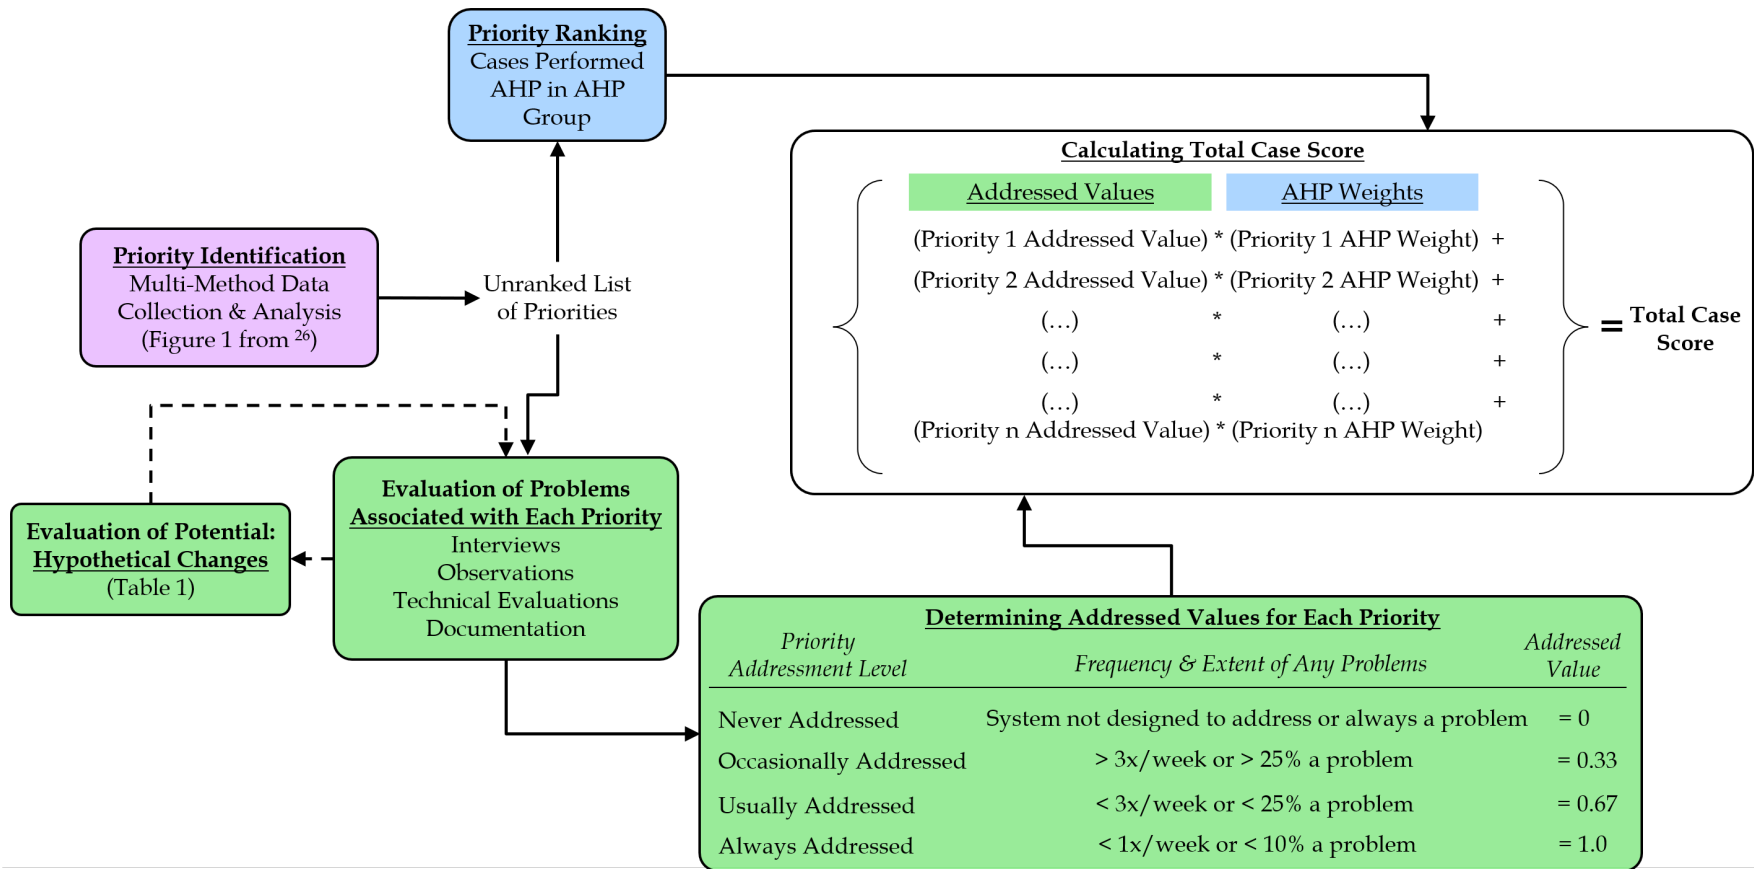 Priority Ranking
Cases Performed
AHP in AHP
Group
Priority Identification
Multi-Method Data
Collection & Analysis
(Figure 1 from 26)
Unranked List
of Priorities
Evaluation of Potential:
Hypothetical Changes
(Table 1)
Evaluation of Problems
Associated with Each Priority
Interviews
Observations
Technical Evaluations
Documentation
Calculating Total Case Score
Addressed Values AHP Weights
(Priority 1 Addressed Value) * (Priority 1 AHP Weight) +
(Priority 2 Addressed Value) * (Priority 2 AHP Weight) +
(…) * (…) +
(…) * (…) +
(…) * (…) +
(Priority n Addressed Value) * (Priority n AHP Weight)
= Total Case
Score
Determining Addressed Values for Each Priority
Priority
Addressment Level
Frequency & Extent of Any Problems
Addressed
Value
Never Addressed System not designed to address or always a problem = 0
Occasionally Addressed > 3x/week or > 25% a problem = 0.33
Usually Addressed < 3x/week or < 25% a problem = 0.67
Always Addressed < 1x/week or < 10% a problem = 1.0